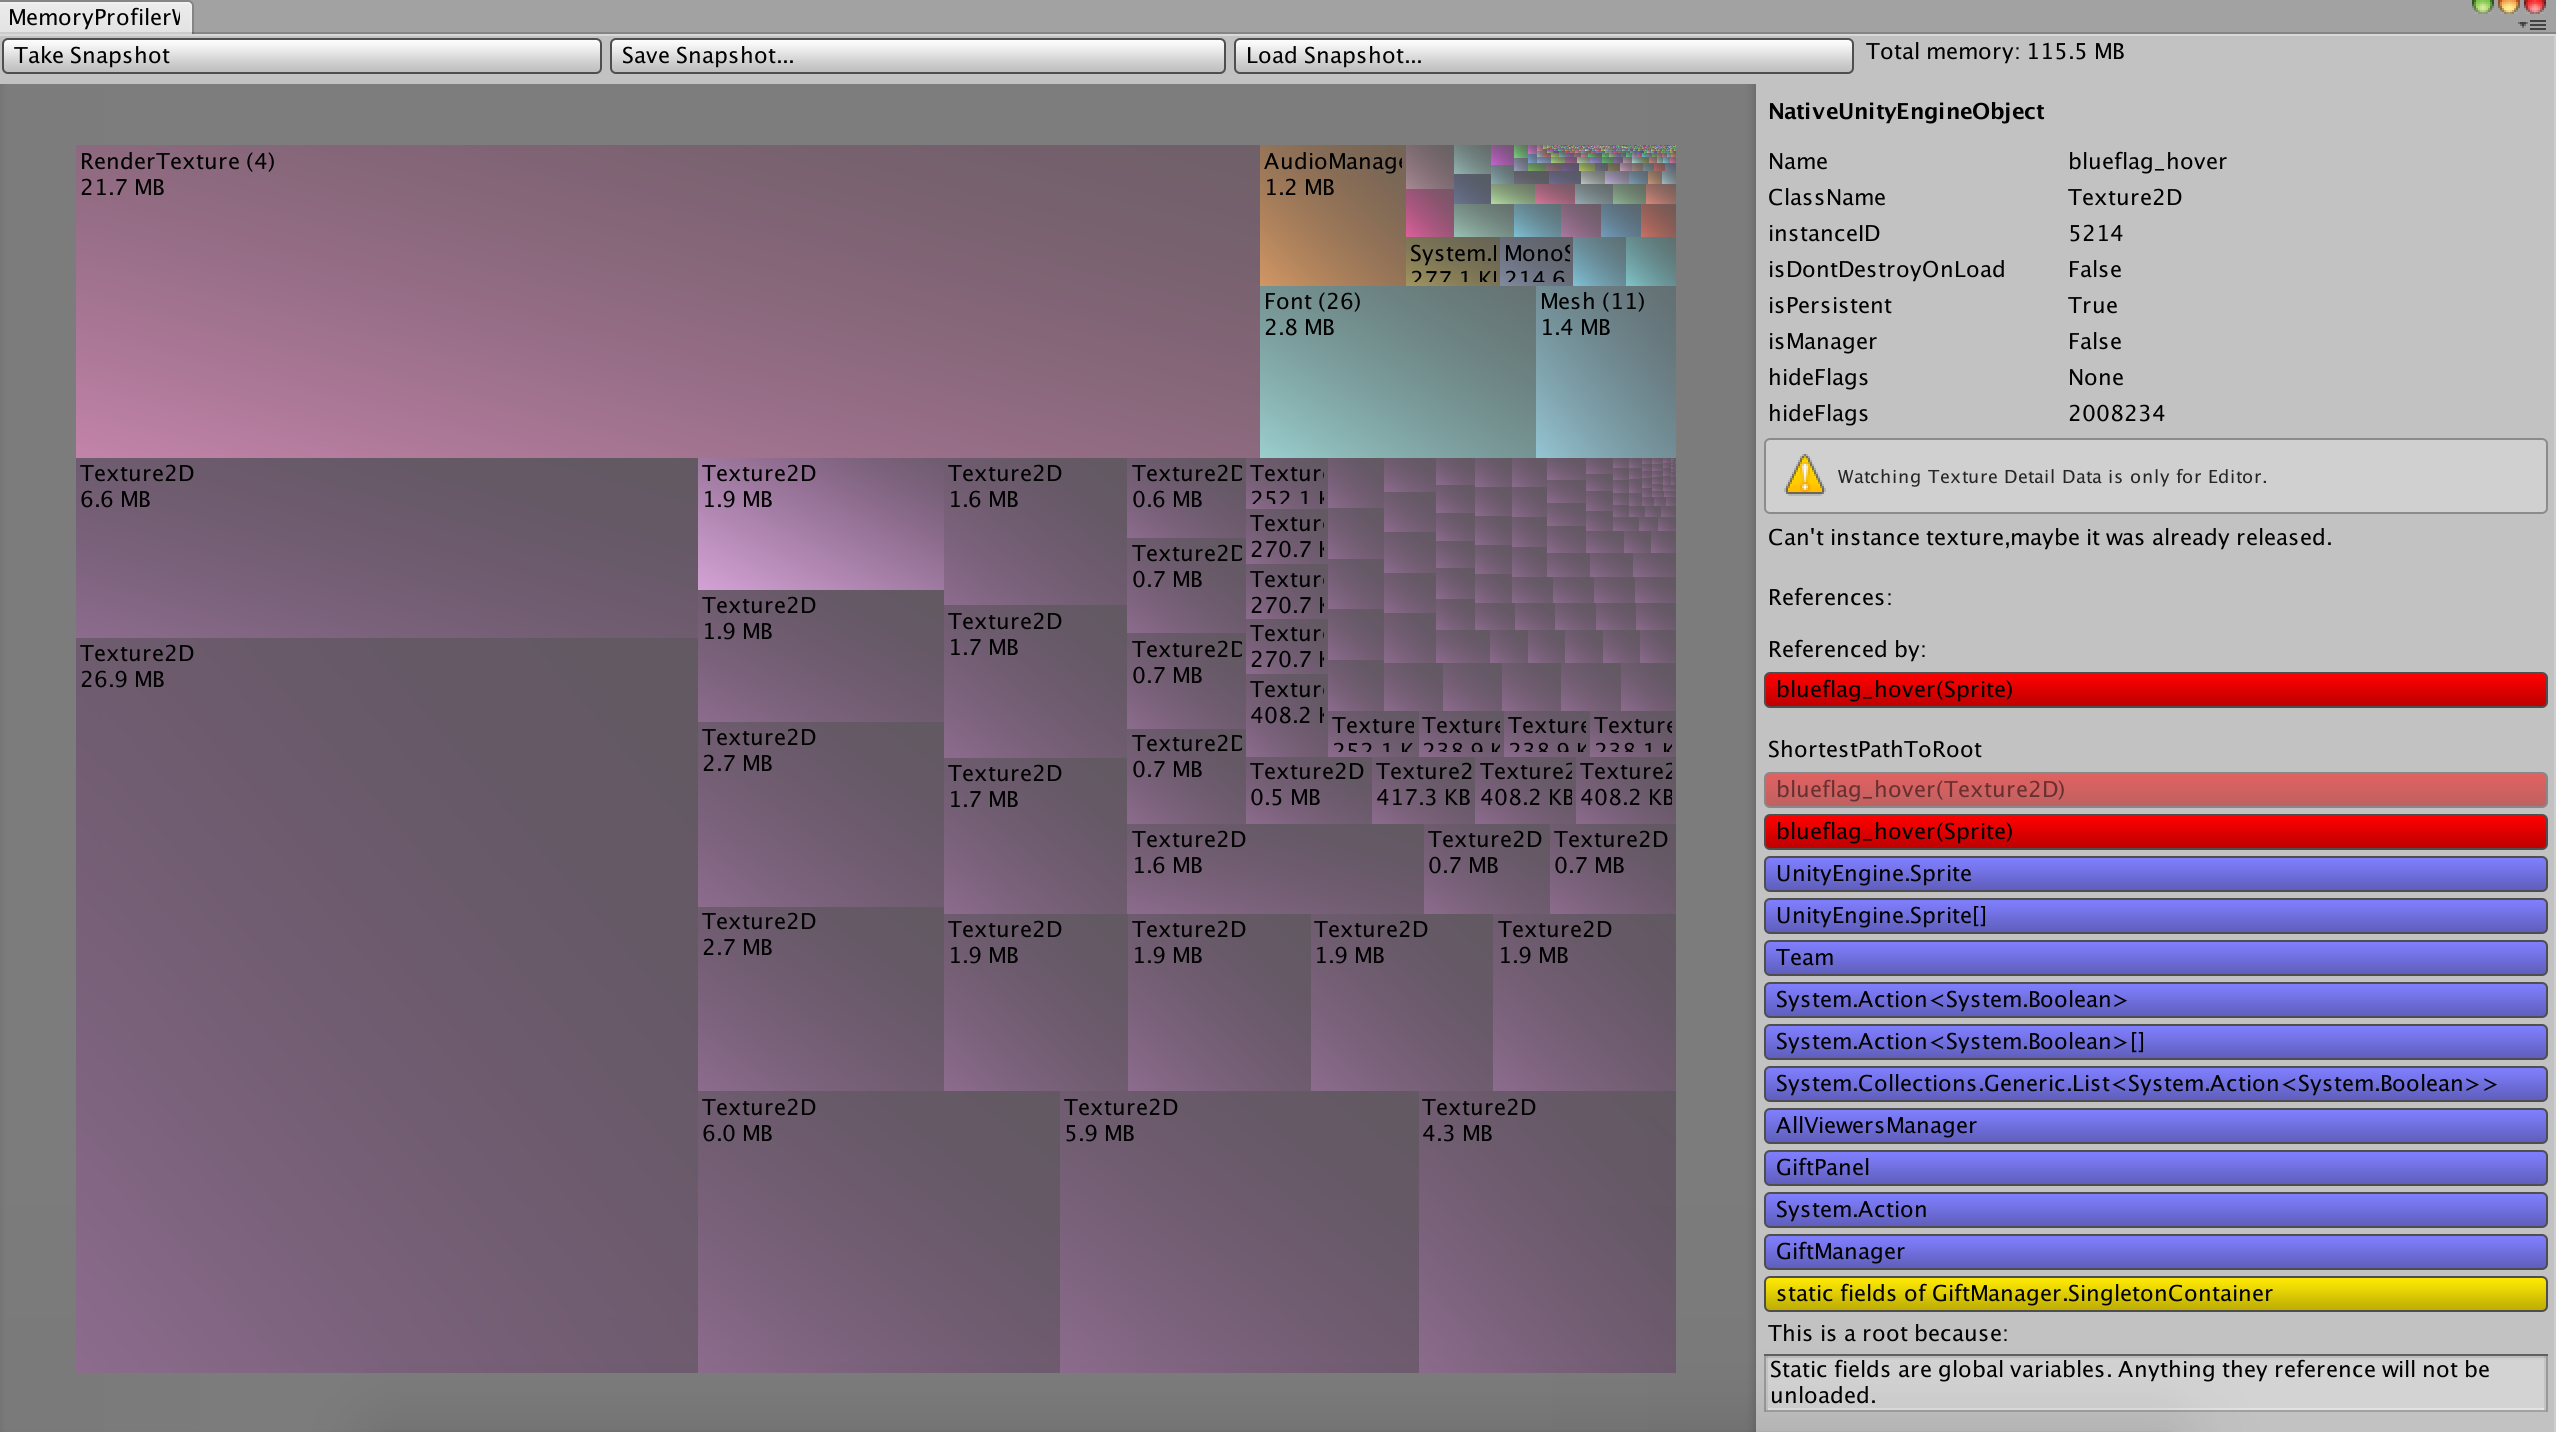 MemoryProfilerW
Take Snapshot
Save Snapshot...
Load Snapshot...
Total memory: 115.5 MB
RenderTexture (4)
21.7 MB
AudioManage
1.2 MB
System.
277.1 K
Mono
214.6
Font (26)
2.8 MB
Mesh (11)
1.4 MB
Texture2D
6.6 MB
Texture2D
26.9 MB
Texture2D
1.9 MB
Texture2D
1.9 MB
Texture2D
2.7 MB
Texture2D
2.7 MB
Texture2D
1.6 MB
Texture2D
1.7 MB
Texture2D
1.7 MB
Texture2D
0.6 MB
Texture2D
0.7 MB
Texture2D
0.7 MB
Texture2D
0.7 MB
Textur
252.1
Textur
270.7
Textur
270.7
Textur
270.7
Textur
408.2
Texture
252.1 K
Texture
238.9 K
Texture
238.9 K
Texture
238.1 K
Texture2D
0.5 MB
Texture2
417.3 KB
Texture2
408.2 KB
Texture2
408.2 KB
Texture2D
1.6 MB
Texture2D
0.7 MB
Texture2D
0.7 MB
Texture2D
1.9 MB
Texture2D
1.9 MB
Texture2D
1.9 MB
Texture2D
1.9 MB
Texture2D
6.0 MB
Texture2D
5.9 MB
Texture2D
4.3 MB
NativeUnityEngineObject
Name blueflag_hover
ClassName Texture2D
instanceID 5214
isDontDestroyOnLoad False
isPersistent True
isManager False
hideFlags None
hideFlags 2008234
Watching Texture Detail Data is only for Editor.
Can't instance texture,maybe it was already released.
References:
Referenced by:
blueflag_hover(Sprite)
ShortestPathToRoot
blueflag_hover(Texture2D)
blueflag_hover(Sprite)
UnityEngine.Sprite
UnityEngine.Sprite[]
Team
System.Action<System.Boolean>
System.Action<System.Boolean>[]
System.Collections.Generic.List<System.Action<System.Boolean>>
AllViewersManager
GiftPanel
System.Action
GiftManager
static fields of GiftManager.SingletonContainer
This is a root because:
Static fields are global variables. Anything they reference will not be
unloaded.